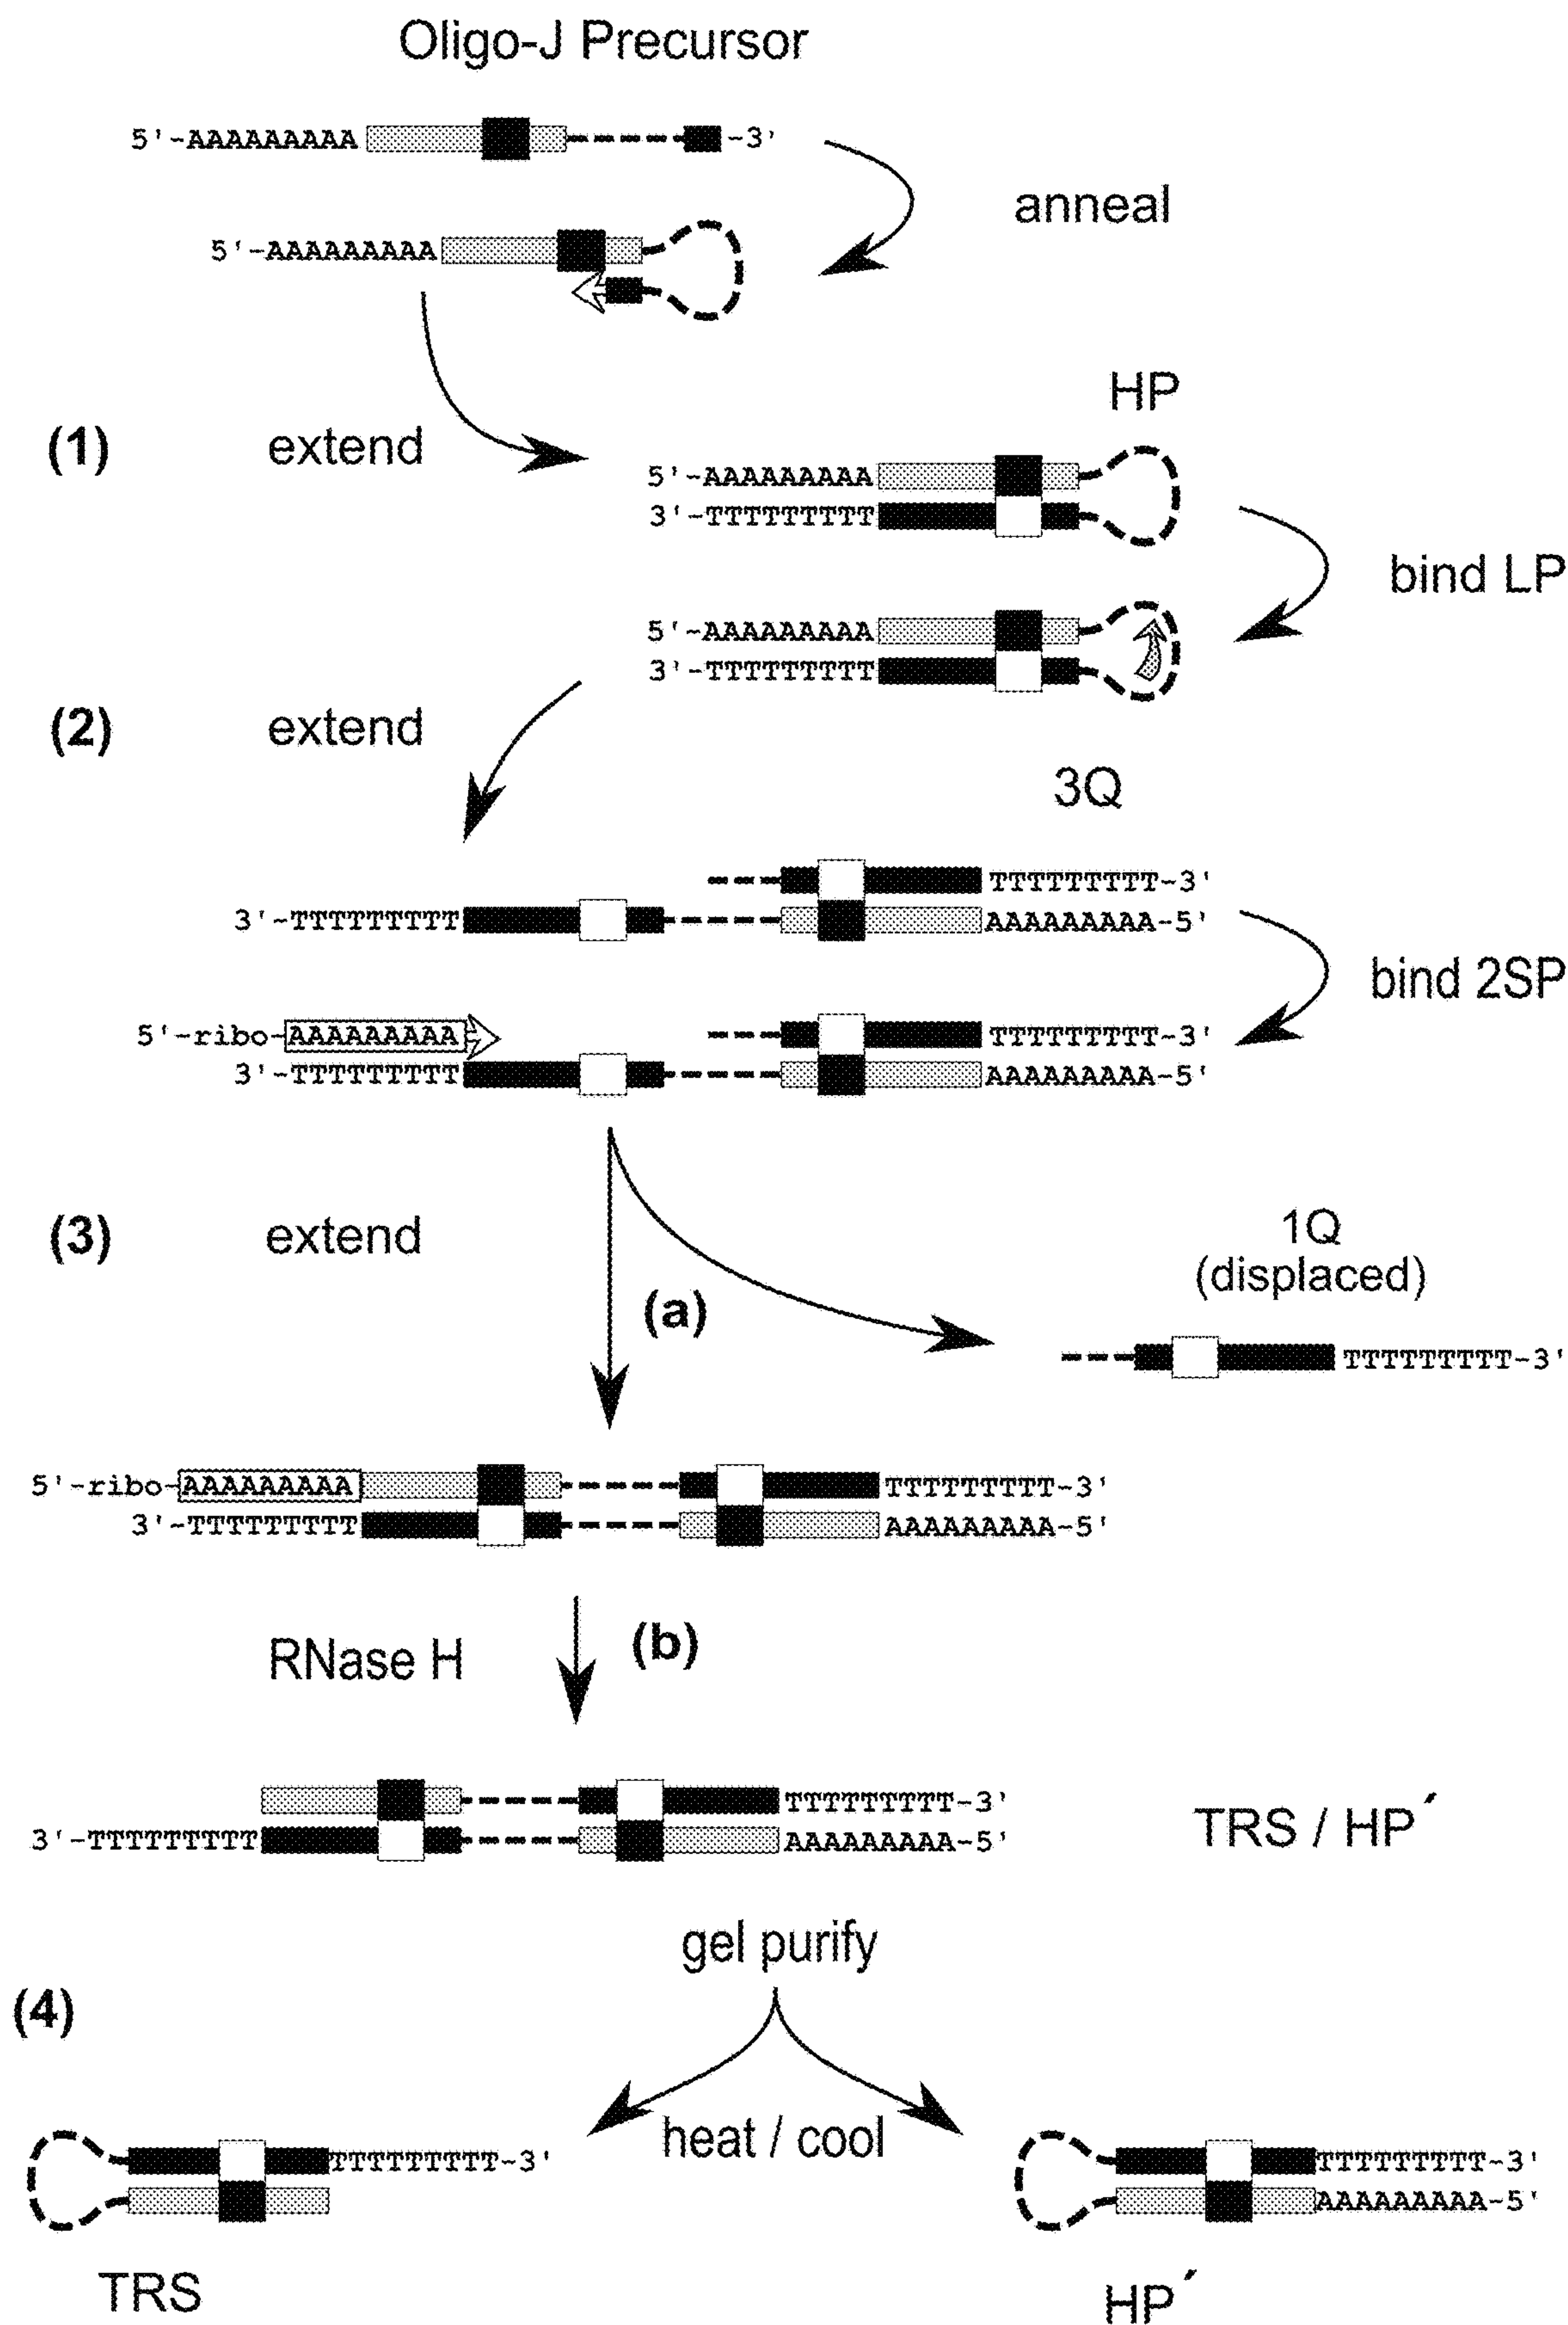 Oligo-J Precursor
5'-AAAAAAAAA -3'
anneal
5'-AAAAAAAAA
HP
(1) extend
5'-AAAAAAAAA
3'-TTTTTTTTT
bind LP
5'-AAAAAAAAA
3'-TTTTTTTTT
(2) extend
3Q
TTTTTTTTT-3'
3'-TTTTTTTTT AAAAAAAAA-5'
bind 2SP
5'-ribo-AAAAAAAAA TTTTTTTTT-3'
3'-TTTTTTTTT AAAAAAAAA-5'
(3) extend
1Q
(displaced)
(a)
TTTTTTTTT-3'
5'-ribo-AAAAAAAAA TTTTTTTTT-3'
3'-TTTTTTTTT AAAAAAAAA-5'
RNase H (b)
TTTTTTTTT-3'
3'-TTTTTTTTT AAAAAAAAA-5'
TRS / HP´
gel purify
(4)
heat / cool
TTTTTTTTT-3'
TTTTTTTTT-3'
AAAAAAAAA-5'
TRS
HP´